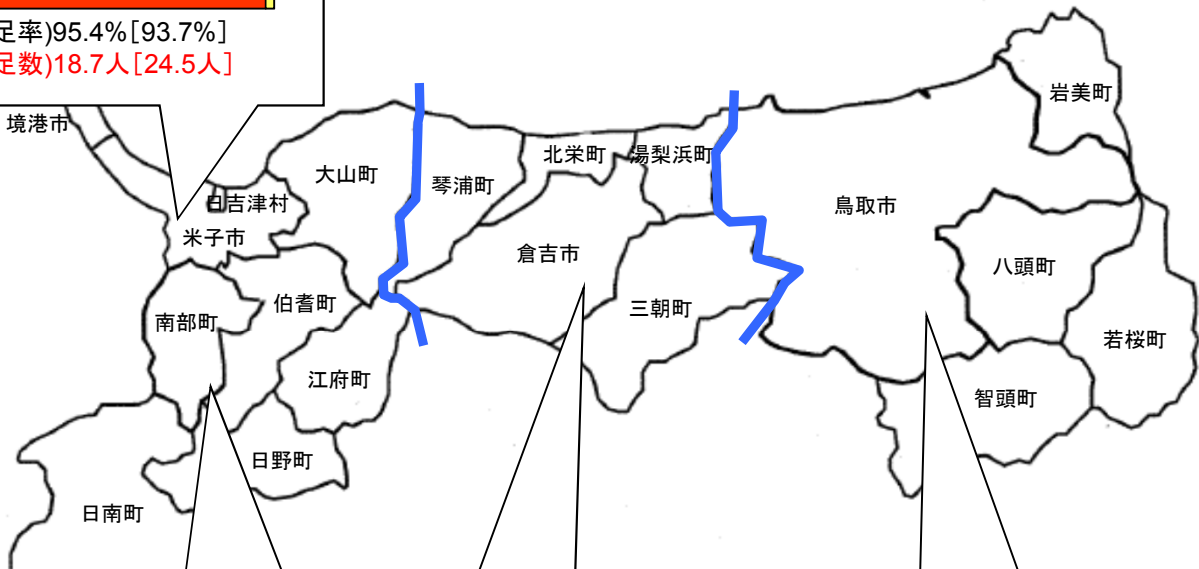 足率)95.4%[93.7%]
足数)18.7人[24.5人]
境港市
岩美町
大山町
琴浦町
北栄町
湯梨浜町
日吉津村
鳥取市
米子市
倉吉市
八頭町
伯耆町
南部町
三朝町
若桜町
江府町
智頭町
日野町
日南町